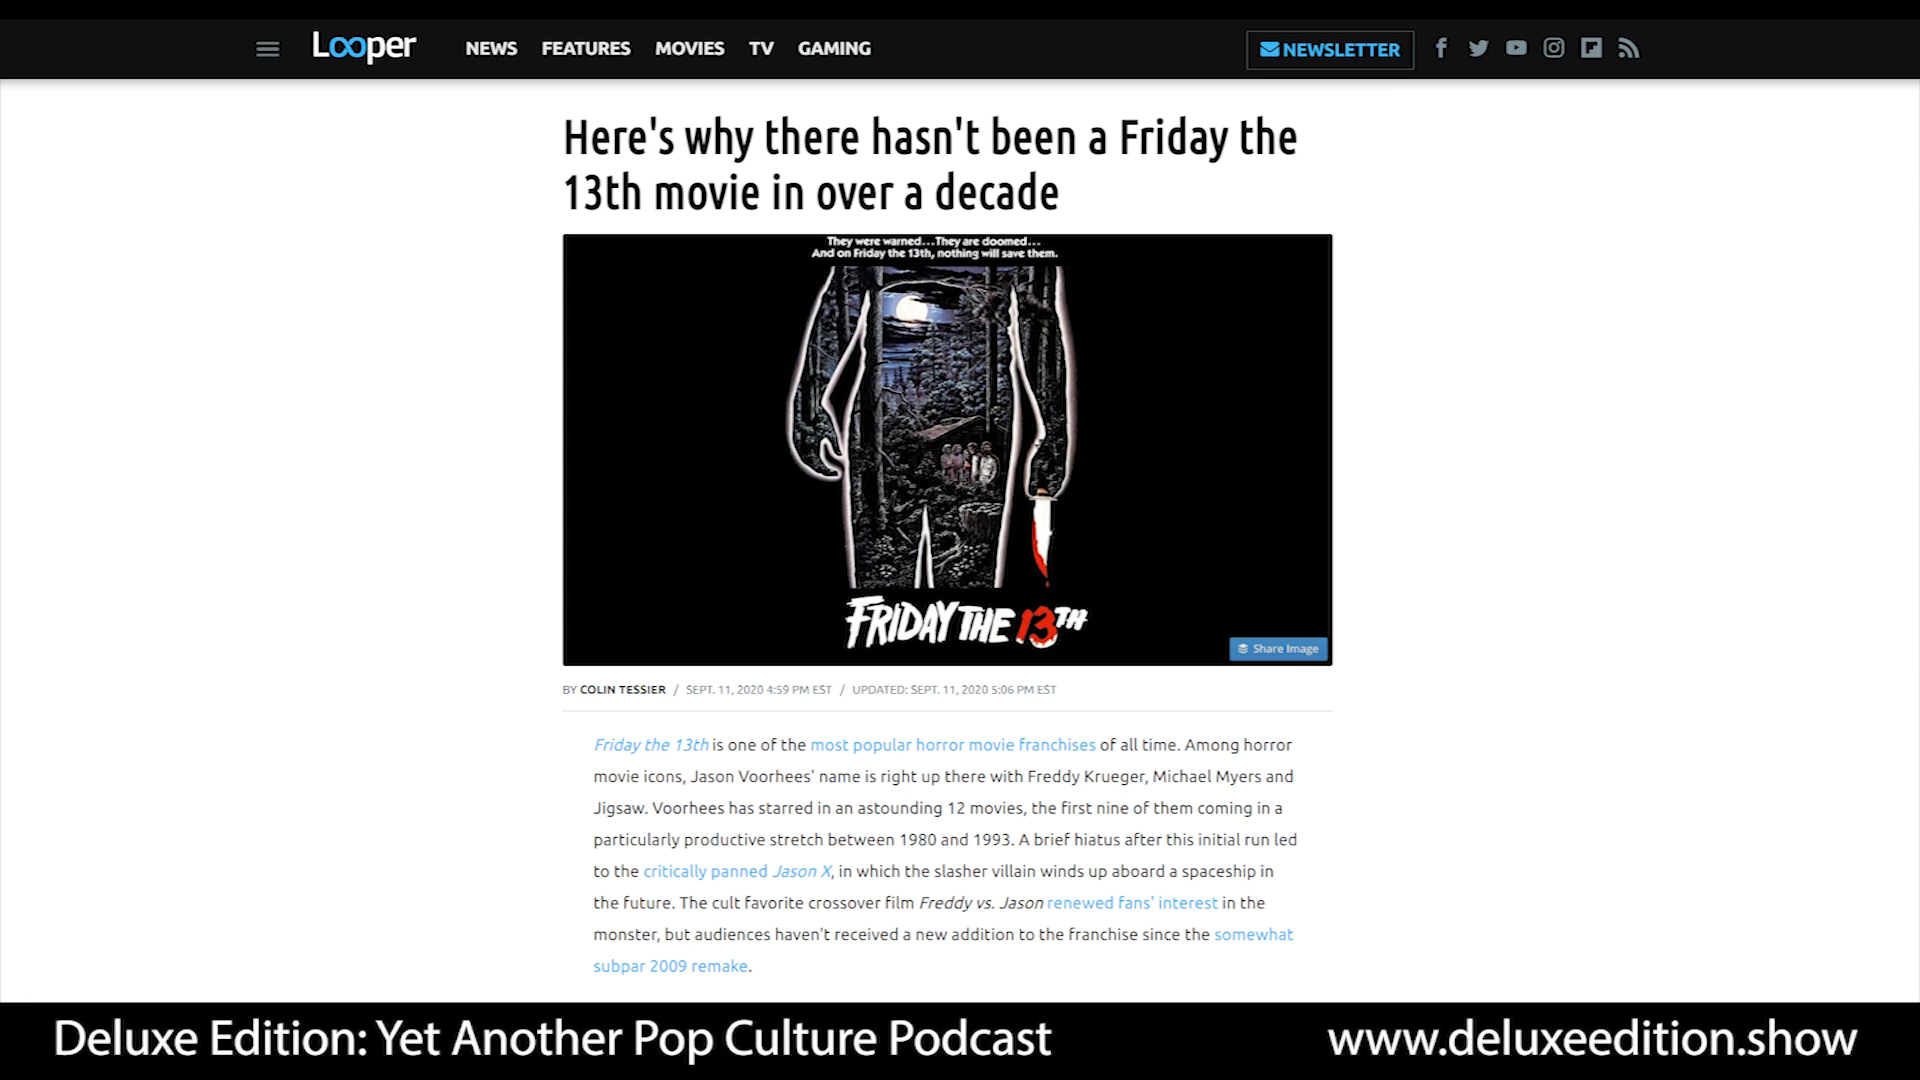 Looper NEWS FEATURES MOVIES TV GAMING NEWSLETTER
Here's why there hasn't been a Friday the
13th movie in over a decade
They were warned...They are doomed...
And on Friday the 13th, nothing will save them.
FRIDAY THE 13TH
Share Image
BY COLIN TESSIER / SEPT. 11, 2020 4:59 PM EST / UPDATED: SEPT. 11, 2020 5:06 PM EST
Friday the 13th is one of the most popular horror movie franchises of all time. Among horror
movie icons, Jason Voorhees' name is right up there with Freddy Krueger, Michael Myers and
Jigsaw. Voorhees has starred in an astounding 12 movies, the first nine of them coming in a
particularly productive stretch between 1980 and 1993. A brief hiatus after this initial run led
to the critically panned Jason X, in which the slasher villain winds up aboard a spaceship in
the future. The cult favorite crossover film Freddy vs. Jason renewed fans' interest in the
monster, but audiences haven't received a new addition to the franchise since the somewhat
subpar 2009 remake.
Deluxe Edition: Yet Another Pop Culture Podcast www.deluxeedition.show